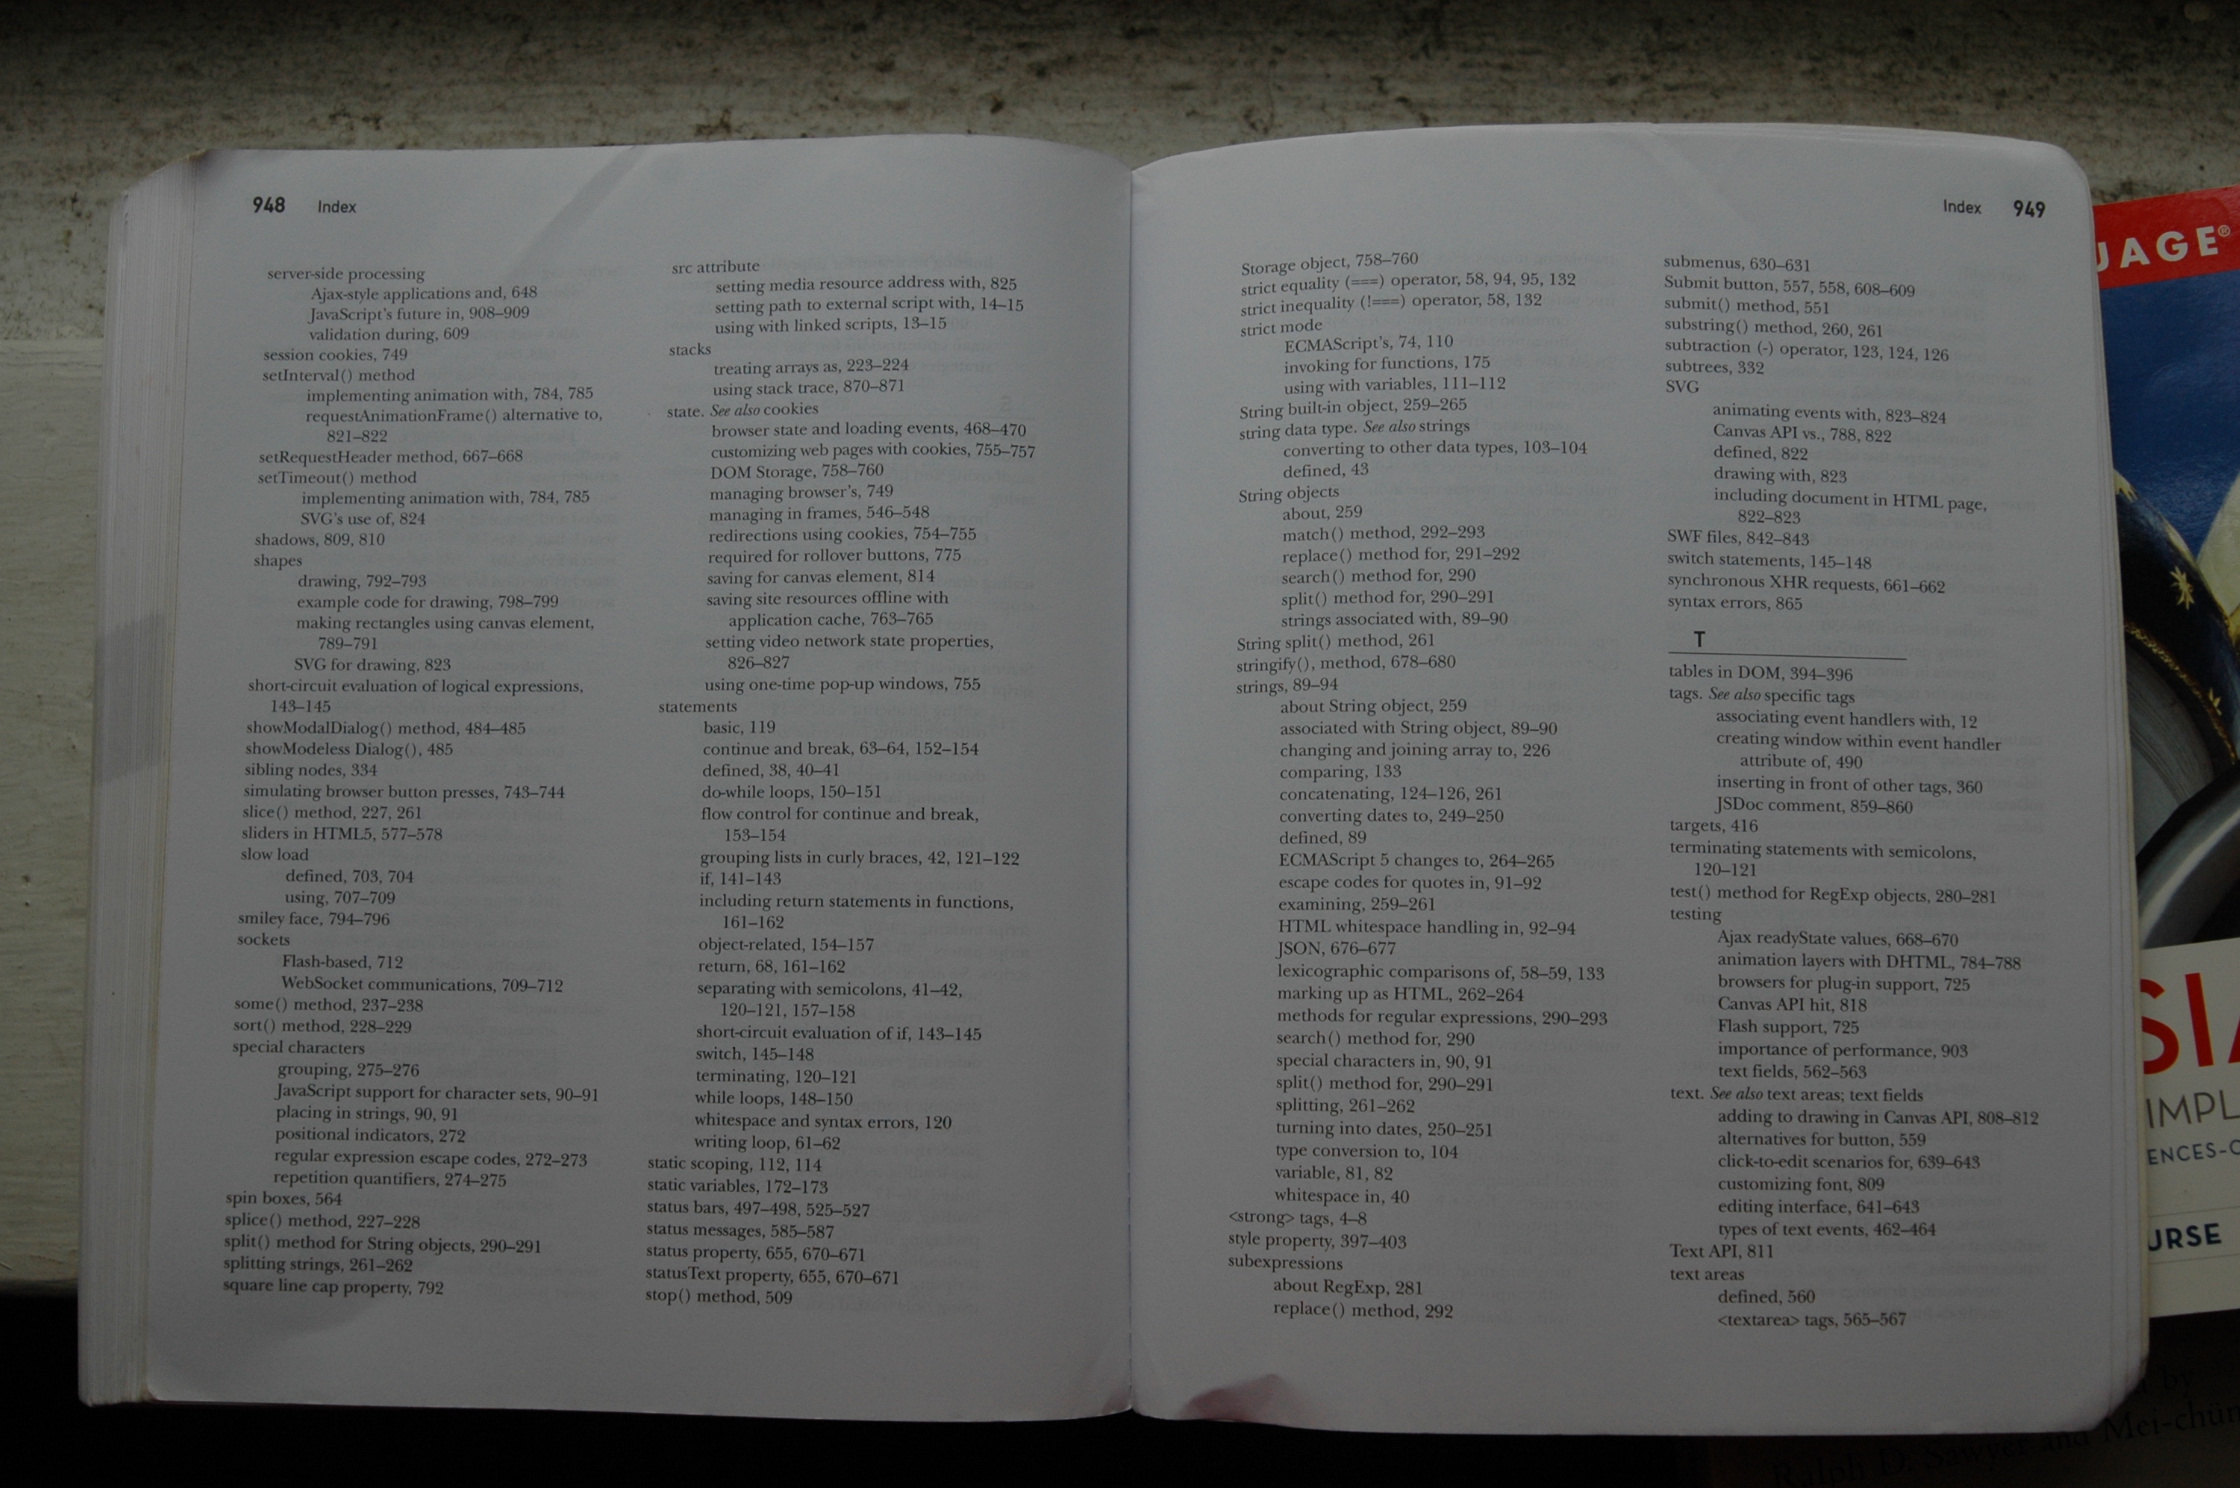 948 Index
server-side processing
Ajax-style applications and, 648
JavaScript's future in, 908–909
validation during, 609
session cookies, 749
setInterval() method
implementing animation with, 784, 785
requestAnimationFrame() alternative to,
821–822
setRequestHeader method, 667–668
setTimeout() method
implementing animation with, 784, 785
SVG's use of, 824
shadows, 809, 810
shapes
drawing, 792–793
example code for drawing, 798–799
making rectangles using canvas element,
789–791
SVG for drawing, 823
short-circuit evaluation of logical expressions,
143–145
showModalDialog() method, 484–485
showModeless Dialog(), 485
sibling nodes, 334
simulating browser button presses, 743–744
slice() method, 227, 261
sliders in HTML5, 577–578
slow load
defined, 703, 704
using, 707–709
smiley face, 794–796
sockets
Flash-based, 712
WebSocket communications, 709–712
some() method, 237–238
sort() method, 228–229
special characters
grouping, 275–276
JavaScript support for character sets, 90–91
placing in strings, 90, 91
positional indicators, 272
regular expression escape codes, 272–273
repetition quantifiers, 274–275
spin boxes, 564
splice() method, 227–228
split() method for String objects, 290–291
splitting strings, 261–262
square line cap property, 792
src attribute
setting media resource address with, 825
setting path to external script with, 14–15
using with linked scripts, 13–15
stacks
treating arrays as, 223–224
using stack trace, 870–871
state. See also cookies
browser state and loading events, 468–470
customizing web pages with cookies, 755–757
DOM Storage, 758–760
managing browser's, 749
managing in frames, 546–548
redirections using cookies, 754–755
required for rollover buttons, 775
saving for canvas element, 814
saving site resources offline with
application cache, 763–765
setting video network state properties,
826–827
using one-time pop-up windows, 755
statements
basic, 119
continue and break, 63–64, 152–154
defined, 38, 40–41
do-while loops, 150–151
flow control for continue and break,
153–154
grouping lists in curly braces, 42, 121–122
if, 141–143
including return statements in functions,
161–162
object-related, 154–157
return, 68, 161–162
separating with semicolons, 41–42,
120–121, 157–158
short-circuit evaluation of if, 143–145
switch, 145–148
terminating, 120–121
while loops, 148–150
whitespace and syntax errors, 120
writing loop, 61–62
static scoping, 112, 114
static variables, 172–173
status bars, 497–498, 525–527
status messages, 585–587
status property, 655, 670–671
statusText property, 655, 670–671
stop() method, 509
Index 949
Storage object, 758–760
strict equality (===) operator, 58, 94, 95, 132
strict inequality (!===) operator, 58, 132
strict mode
ECMAScript's, 74, 110
invoking for functions, 175
using with variables, 111–112
String built-in object, 259–265
string data type. See also strings
converting to other data types, 103–104
defined, 43
String objects
about, 259
match() method, 292–293
replace() method for, 291–292
search() method for, 290
split() method for, 290–291
strings associated with, 89–90
String split() method, 261
stringify(), method, 678–680
strings, 89–94
about String object, 259
associated with String object, 89–90
changing and joining array to, 226
comparing, 133
concatenating, 124–126, 261
converting dates to, 249–250
defined, 89
ECMAScript 5 changes to, 264–265
escape codes for quotes in, 91–92
examining, 259–261
HTML whitespace handling in, 92–94
JSON, 676–677
lexicographic comparisons of, 58–59, 133
marking up as HTML, 262–264
methods for regular expressions, 290–293
search() method for, 290
special characters in, 90, 91
split() method for, 290–291
splitting, 261–262
turning into dates, 250–251
type conversion to, 104
variable, 81, 82
whitespace in, 40
<strong> tags, 4–8
style property, 397–403
subexpressions
about RegExp, 281
replace() method, 292
submenus, 630–631
Submit button, 557, 558, 608–609
submit() method, 551
substring() method, 260, 261
subtraction (-) operator, 123, 124, 126
subtrees, 332
SVG
animating events with, 823–824
Canvas API vs., 788, 822
defined, 822
drawing with, 823
including document in HTML page,
822–823
SWF files, 842–843
switch statements, 145–148
synchronous XHR requests, 661–662
syntax errors, 865
T
tables in DOM, 394–396
tags. See also specific tags
associating event handlers with, 12
creating window within event handler
attribute of, 490
inserting in front of other tags, 360
JSDoc comment, 859–860
targets, 416
terminating statements with semicolons,
120–121
test() method for RegExp objects, 280–281
testing
Ajax readyState values, 668–670
animation layers with DHTML, 784–788
browsers for plug-in support, 725
Canvas API hit, 818
Flash support, 725
importance of performance, 903
text fields, 562–563
text. See also text areas; text fields
adding to drawing in Canvas API, 808–812
alternatives for button, 559
click-to-edit scenarios for, 639–643
customizing font, 809
editing interface, 641–643
types of text events, 462–464
Text API, 811
text areas
defined, 560
<textarea> tags, 565–567
UAGE®
SIA
IMPL
ENCES-C
URSE
by
Ralph D. Sawyer and Mei-chün